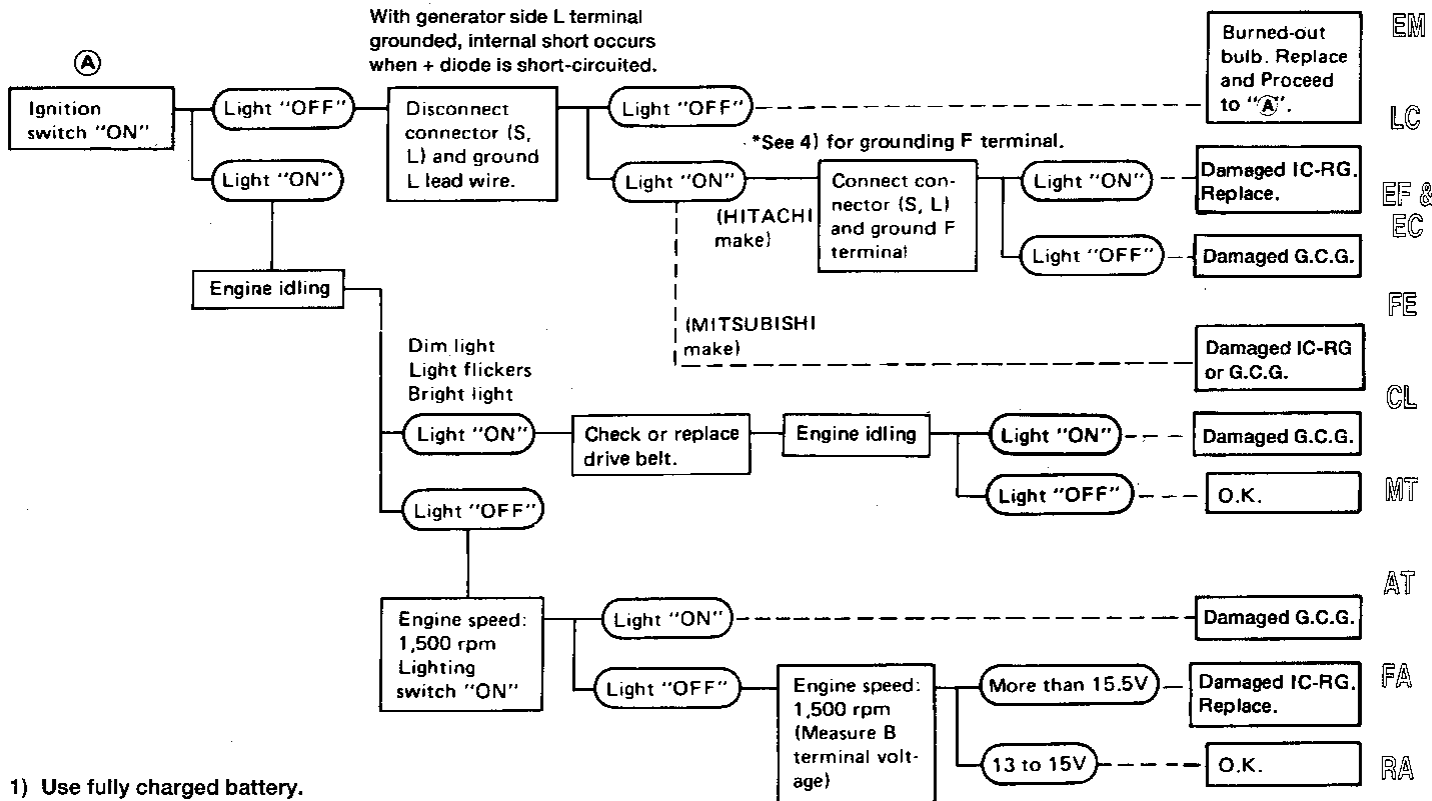 With generator side L terminal
grounded, internal short occurs
when + diode is short-circuited.
A
Ignition
switch "ON"
Light "OFF"
Light "ON"
Disconnect
connector (S,
L) and ground
L lead wire.
Light "OFF"
Burned-out
bulb. Replace
and Proceed
to "A".
*See 4) for grounding F terminal.
Light "ON"
(HITACHI
make)
Connect con-
nector (S, L)
and ground F
terminal
Light "ON"
Damaged IC-RG.
Replace.
Light "OFF"
Damaged G.C.G.
(MITSUBISHI
make)
Damaged IC-RG
or G.C.G.
Engine idling
Dim light
Light flickers
Bright light
Light "ON"
Check or replace
drive belt.
Engine idling
Light "ON"
Damaged G.C.G.
Light "OFF"
O.K.
Light "OFF"
Engine speed:
1,500 rpm
Lighting
switch "ON"
Light "ON"
Damaged G.C.G.
Light "OFF"
Engine speed:
1,500 rpm
(Measure B
terminal volt-
age)
More than 15.5V
Damaged IC-RG.
Replace.
13 to 15V
O.K.
1) Use fully charged battery.
EM
LC
EF &
EC
FE
CL
MT
AT
FA
RA